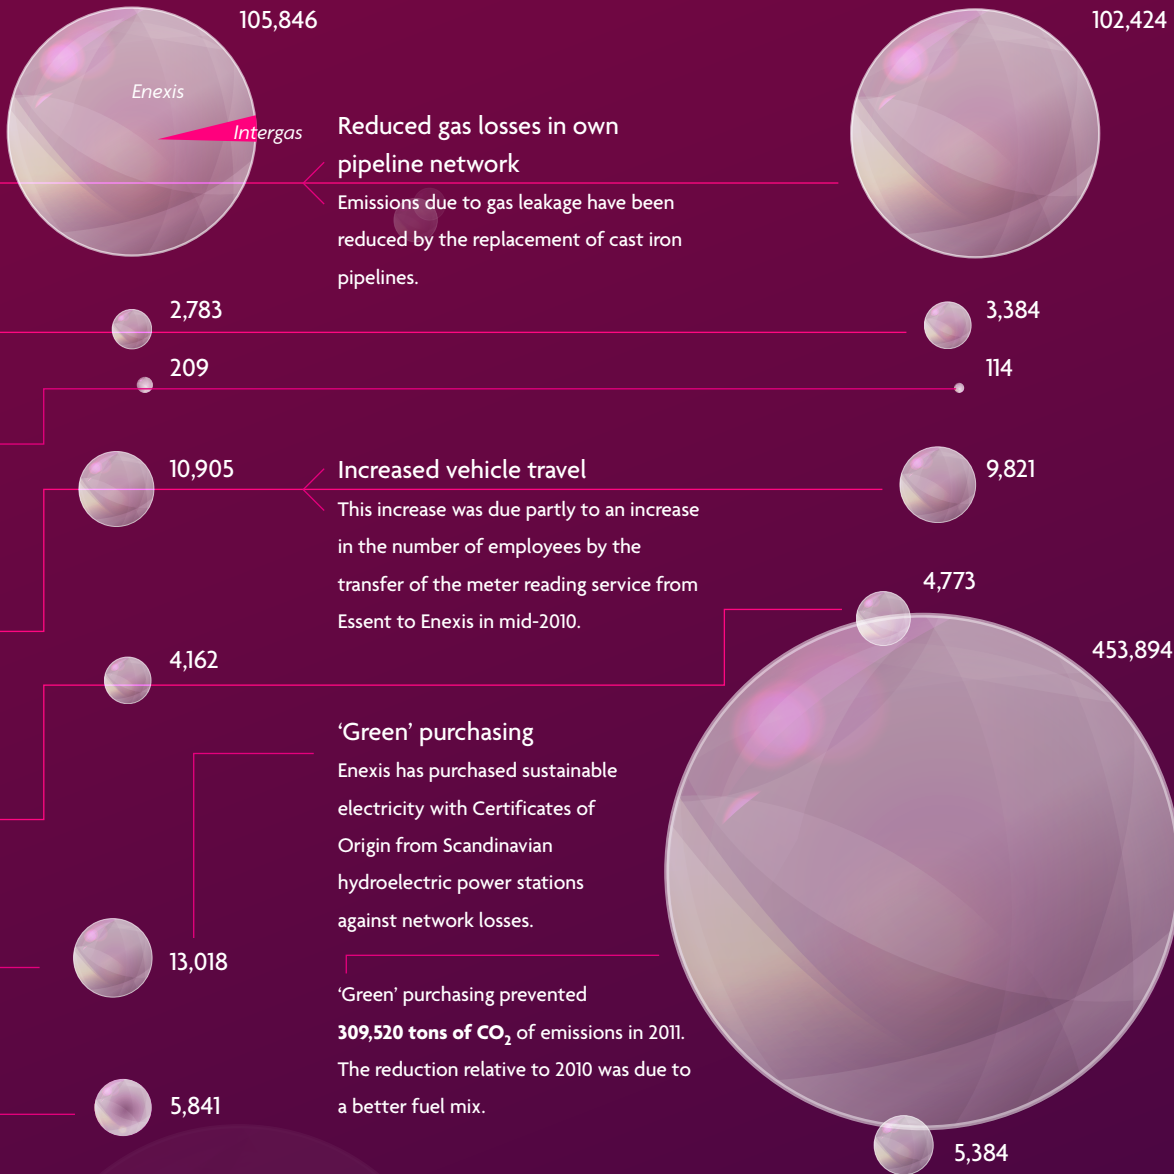 105,846
102,424
Enexis
Intergas
Reduced gas losses in own
pipeline network
Emissions due to gas leakage have been
reduced by the replacement of cast iron
pipelines.
2,783
3,384
209
114
10,905
Increased vehicle travel
9,821
This increase was due partly to an increase
in the number of employees by the
transfer of the meter reading service from
Essent to Enexis in mid-2010.
4,773
453,894
4,162
‘Green’ purchasing
Enexis has purchased sustainable
electricity with Certificates of
Origin from Scandinavian
hydroelectric power stations
against network losses.
13,018
‘Green’ purchasing prevented
309,520 tons of CO₂ of emissions in 2011.
The reduction relative to 2010 was due to
a better fuel mix.
5,841
5,384